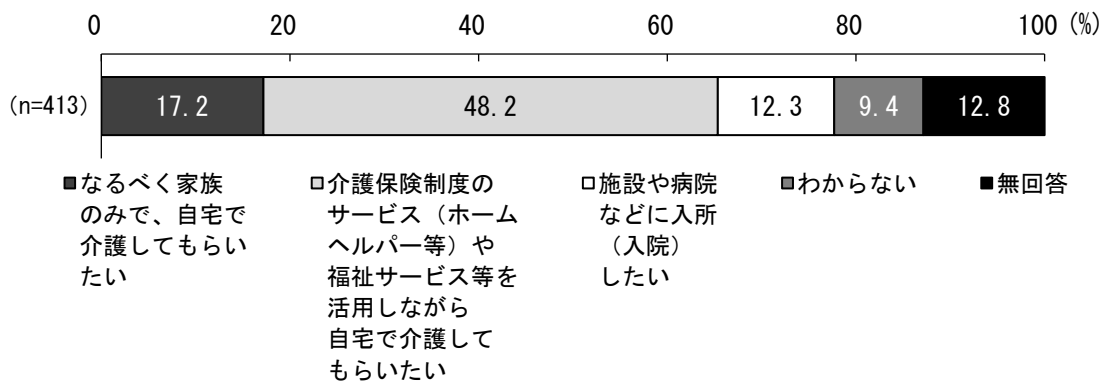 0 20 40 60 80 100 (%)
(n=413) 17.2 48.2 12.3 9.4 12.8
■なるべく家族
のみで、自宅で
介護してもらい
たい
□介護保険制度の
サービス（ホーム
ヘルパー等）や
福祉サービス等を
活用しながら
自宅で介護して
もらいたい
□施設や病院
などに入所
（入院）
したい
■わからない
■無回答